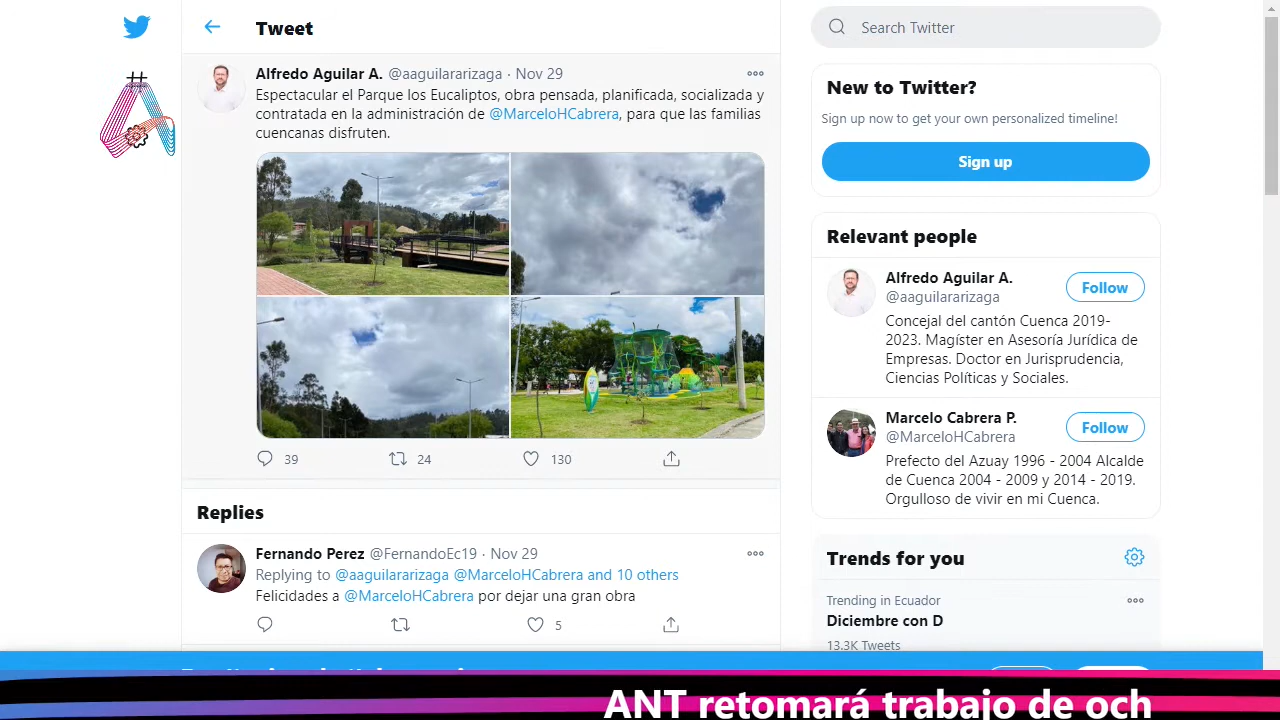 Tweet
Alfredo Aguilar A. @aaguilararizaga · Nov 29
Espectacular el Parque los Eucaliptos, obra pensada, planificada, socializada y
contratada en la administración de @MarceloHCabrera, para que las familias
cuencanas disfruten.
39 24 130
Replies
Fernando Perez @FernandoEc19 · Nov 29
Replying to @aaguilararizaga @MarceloHCabrera and 10 others
Felicidades a @MarceloHCabrera por dejar una gran obra
5
Search Twitter
New to Twitter?
Sign up now to get your own personalized timeline!
Sign up
Relevant people
Alfredo Aguilar A.
@aaguilararizaga
Follow
Concejal del cantón Cuenca 2019-
2023. Magíster en Asesoría Jurídica de
Empresas. Doctor en Jurisprudencia,
Ciencias Políticas y Sociales.
Marcelo Cabrera P.
@MarceloHCabrera
Follow
Prefecto del Azuay 1996 - 2004 Alcalde
de Cuenca 2004 - 2009 y 2014 - 2019.
Orgulloso de vivir en mi Cuenca.
Trends for you
Trending in Ecuador
Diciembre con D
13.3K Tweets
ANT retomará trabajo de och